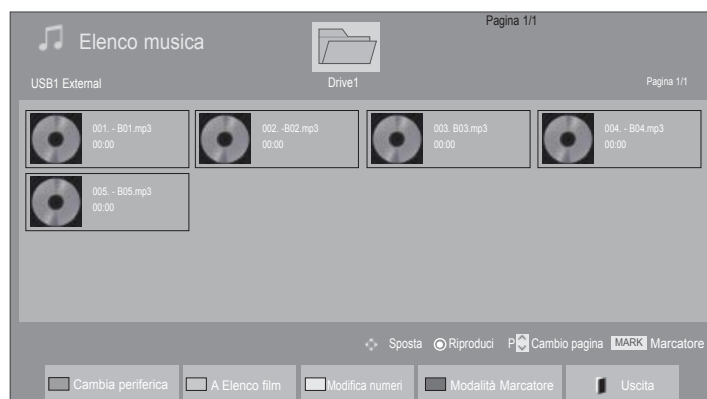 Pagina 1/1
Elenco musica
USB1 External
Drive1
Pagina 1/1
001. - B01.mp3
00:00
002. -B02.mp3
00:00
003. B03.mp3
00:00
004. - B04.mp3
00:00
005. - B05.mp3
00:00
Sposta Riproduci P Cambio pagina MARK Marcatore
Cambia periferica A Elenco film Modifica numeri Modalità Marcatore Uscita